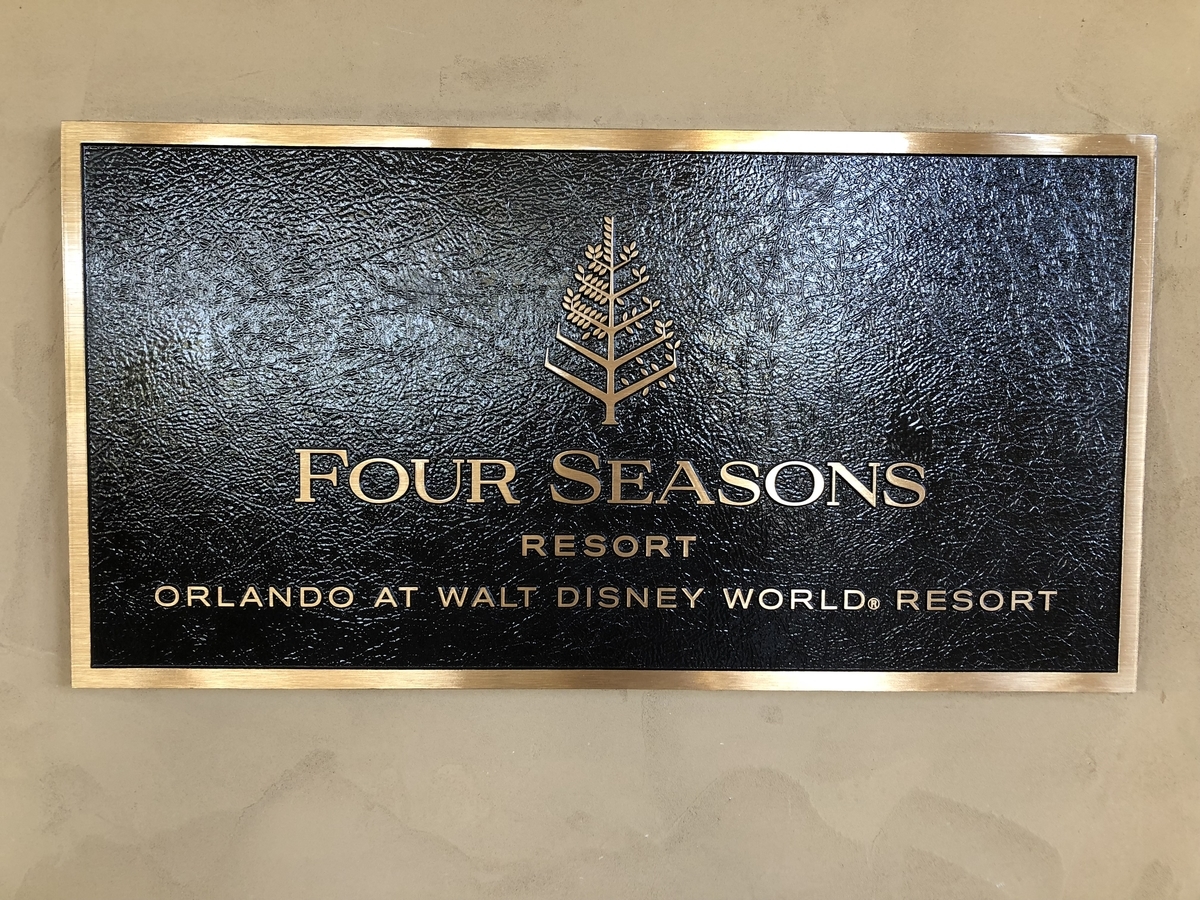 FOUR SEASONS
RESORT
ORLANDO AT WALT DISNEY WORLD® RESORT